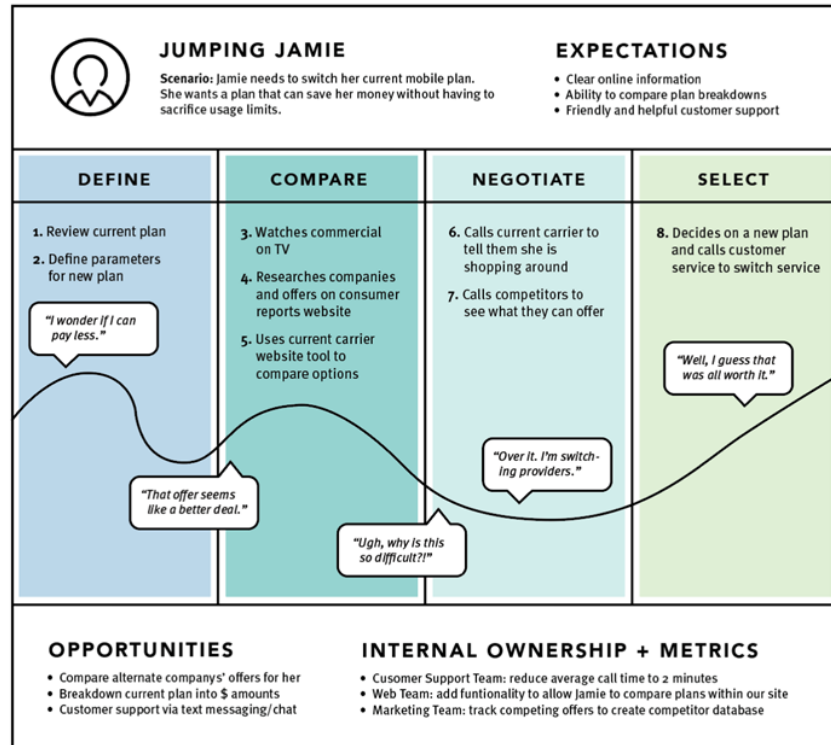 JUMPING JAMIE
Scenario: Jamie needs to switch her current mobile plan.
She wants a plan that can save her money without having to
sacrifice usage limits.
EXPECTATIONS
• Clear online information
• Ability to compare plan breakdowns
• Friendly and helpful customer support
DEFINE
1. Review current plan
2. Define parameters
for new plan
"I wonder if I can
pay less."
"That offer seems
like a better deal."
COMPARE
3. Watches commercial
on TV
4. Researches companies
and offers on consumer
reports website
5. Uses current carrier
website tool to
compare options
"Ugh, why is this
so difficult?!"
NEGOTIATE
6. Calls current carrier to
tell them she is
shopping around
7. Calls competitors to
see what they can offer
"Over it. I'm switch-
ing providers."
SELECT
8. Decides on a new plan
and calls customer
service to switch service
"Well, I guess that
was all worth it."
OPPORTUNITIES
• Compare alternate companys' offers for her
• Breakdown current plan into $ amounts
• Customer support via text messaging/chat
INTERNAL OWNERSHIP + METRICS
• Cusomer Support Team: reduce average call time to 2 minutes
• Web Team: add funtionality to allow Jamie to compare plans within our site
• Marketing Team: track competing offers to create competitor database